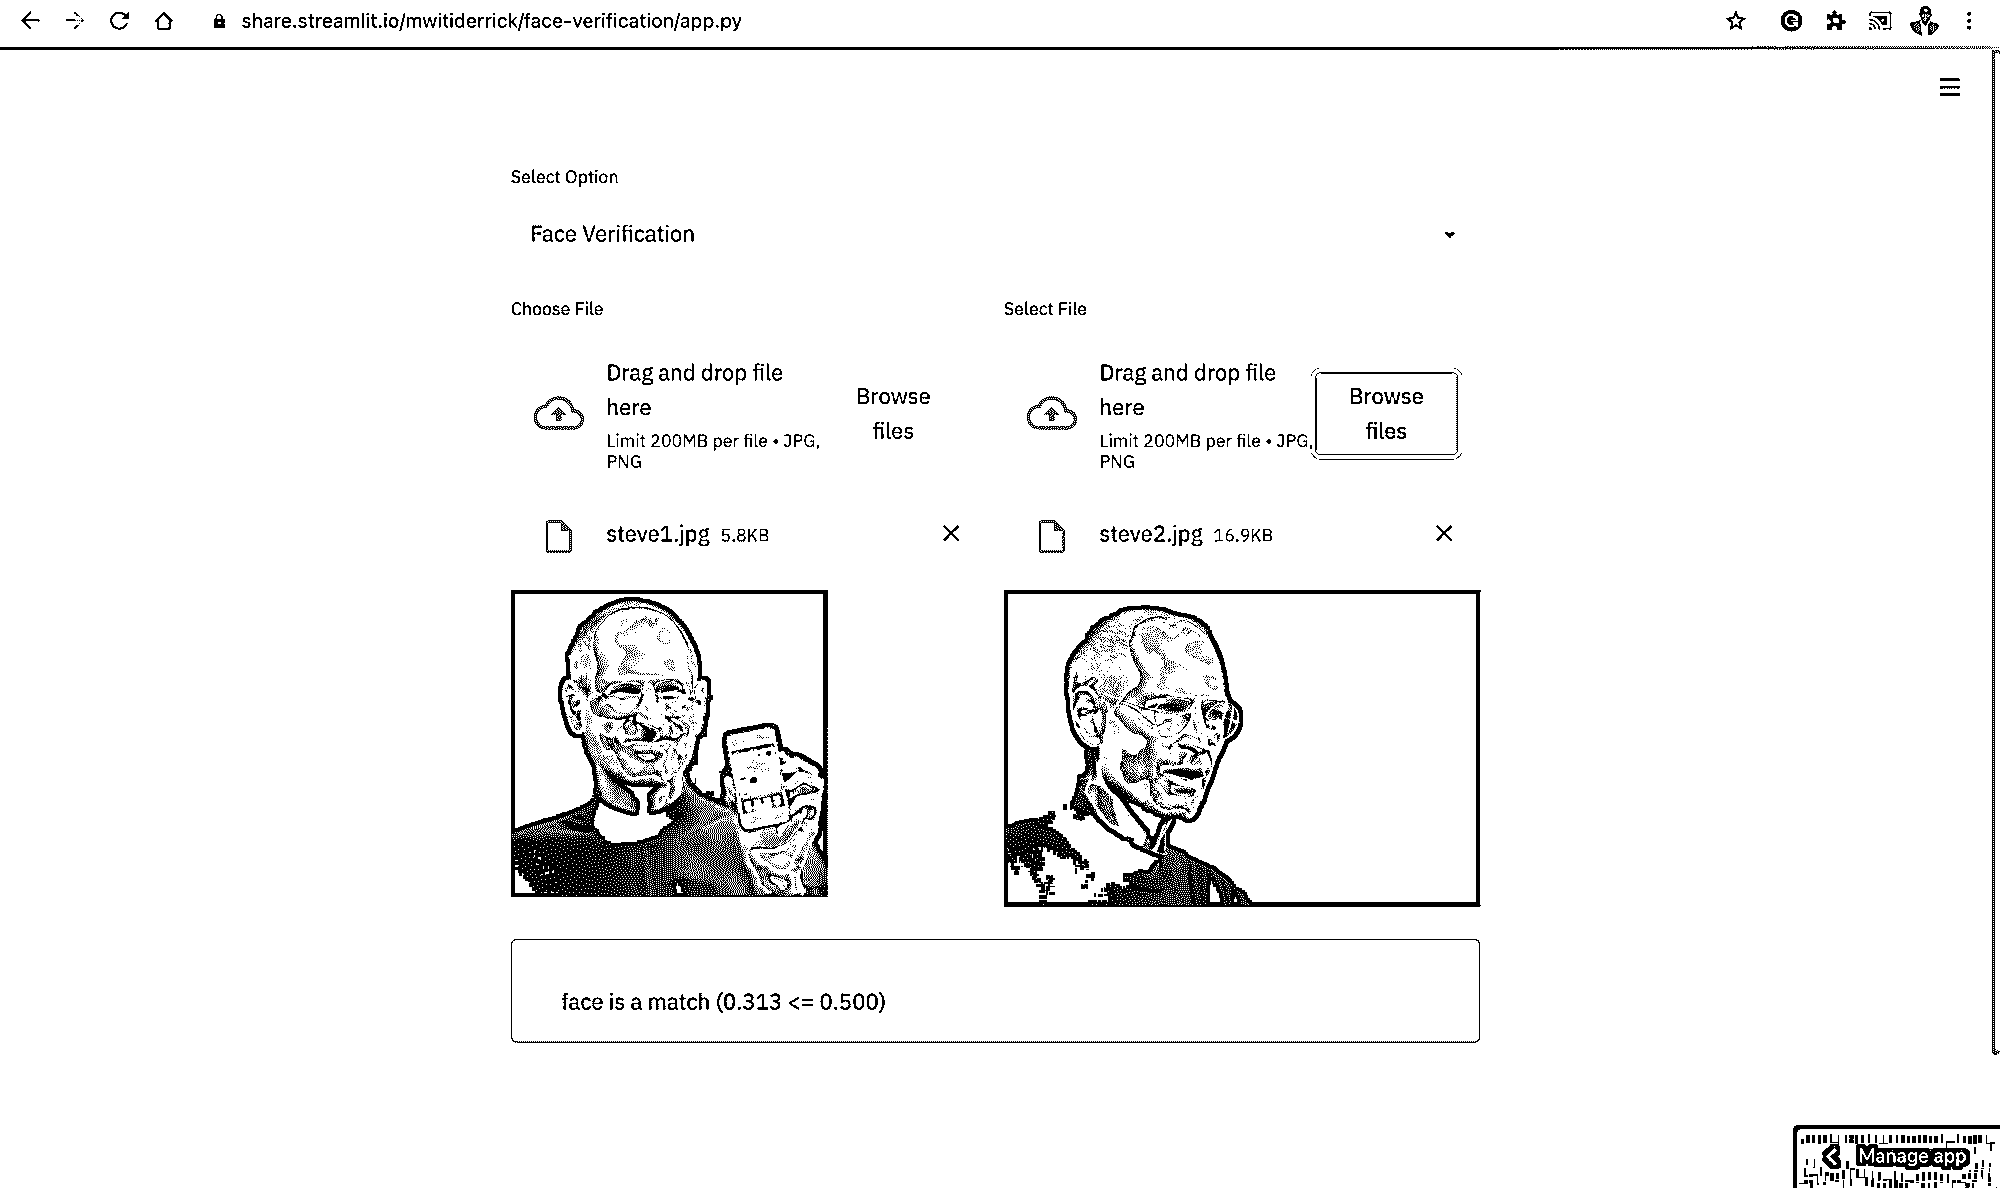 share.streamlit.io/mwitiderrick/face-verification/app.py
Select Option
Face Verification
Choose File
Drag and drop file
here
Limit 200MB per file • JPG,
PNG
Browse
files
steve1.jpg 5.8KB
Select File
Drag and drop file
here
Limit 200MB per file • JPG,
PNG
Browse
files
steve2.jpg 16.9KB
face is a match (0.313 <= 0.500)
Manage app